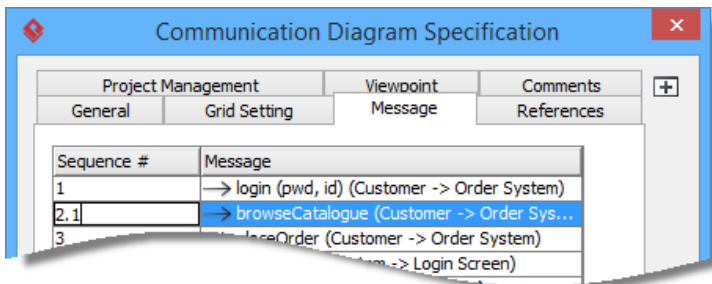 Communication Diagram Specification
Project Management Viewpoint Comments
General Grid Setting Message References
Sequence # Message
1 login (pwd, id) (Customer -> Order System)
2.1 browseCatalogue (Customer -> Order Sys...
3 (Customer -> Order System)
-> Login Screen)